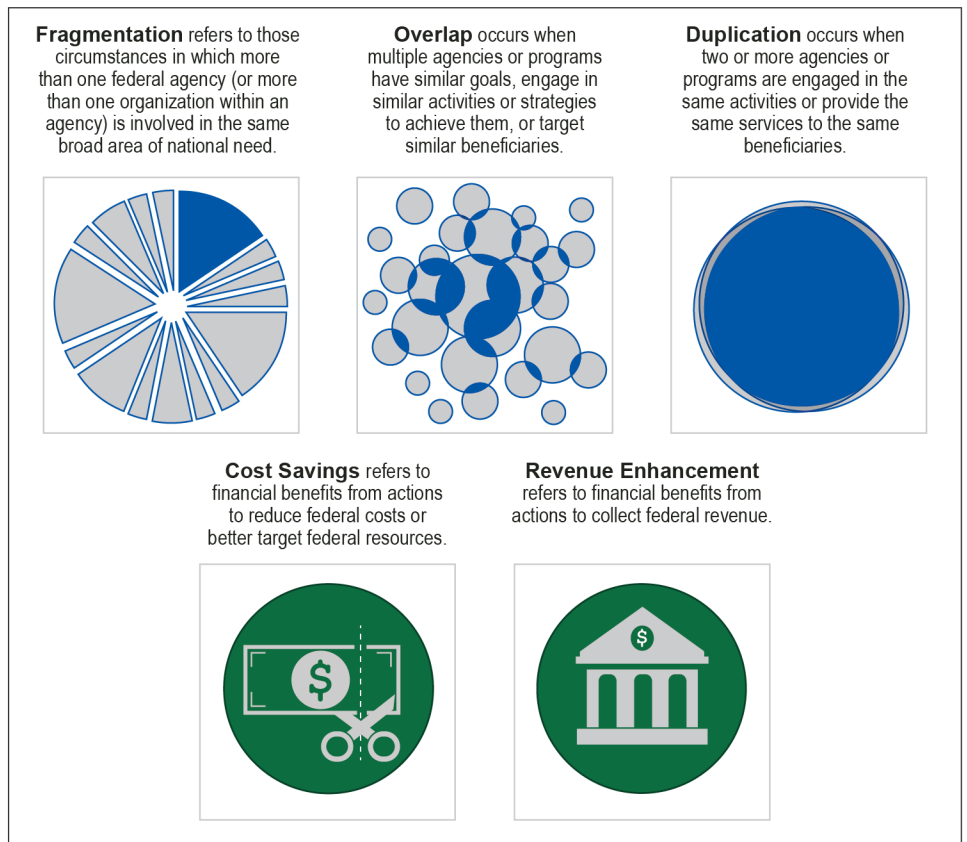 Fragmentation refers to those
circumstances in which more
than one federal agency (or more
than one organization within an
agency) is involved in the same
broad area of national need.
Overlap occurs when
multiple agencies or programs
have similar goals, engage in
similar activities or strategies
to achieve them, or target
similar beneficiaries.
Duplication occurs when
two or more agencies or
programs are engaged in the
same activities or provide the
same services to the same
beneficiaries.
Cost Savings refers to
financial benefits from actions
to reduce federal costs or
better target federal resources.
$
Revenue Enhancement
refers to financial benefits from
actions to collect federal revenue.
$